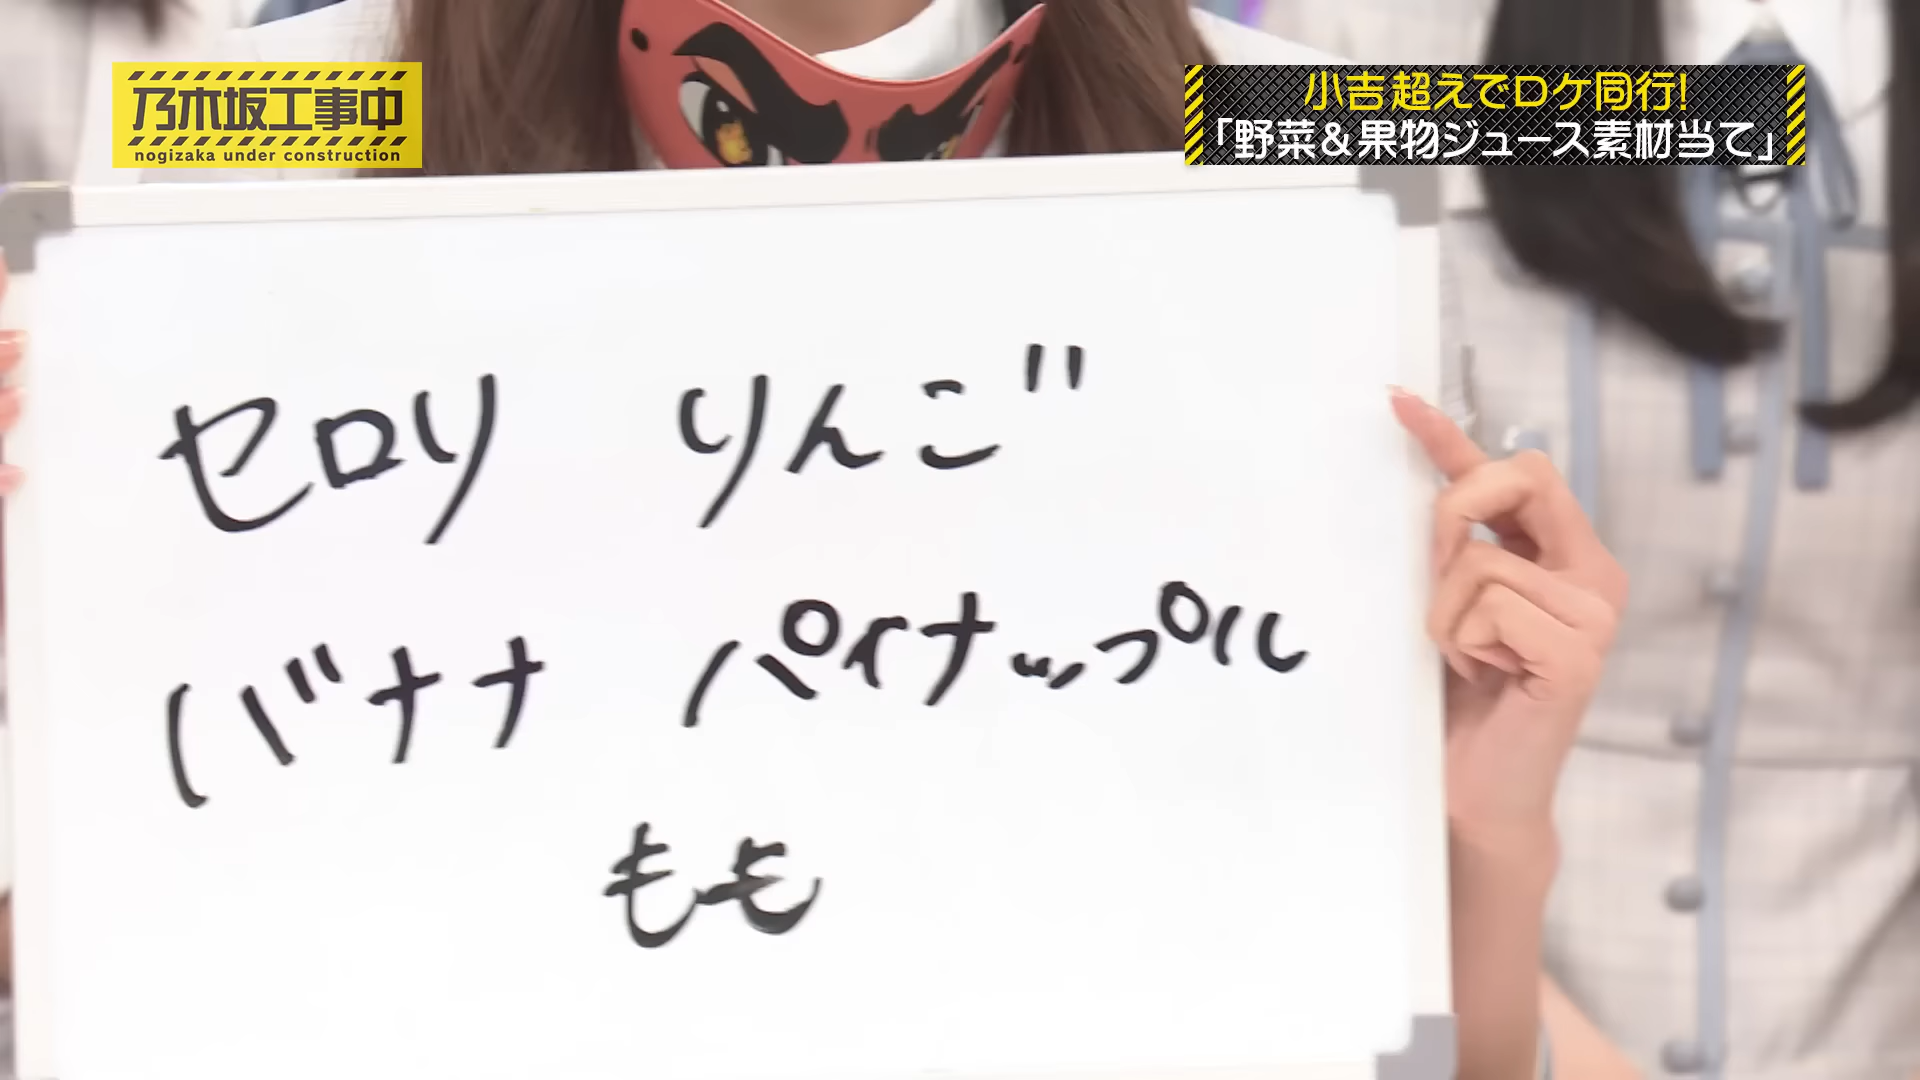 乃木坂工事中
nogizaka under construction
小吉超えでロケ同行!
「野菜&果物ジュース素材当て」
セロリ りんご
バナナ パイナップル
もも